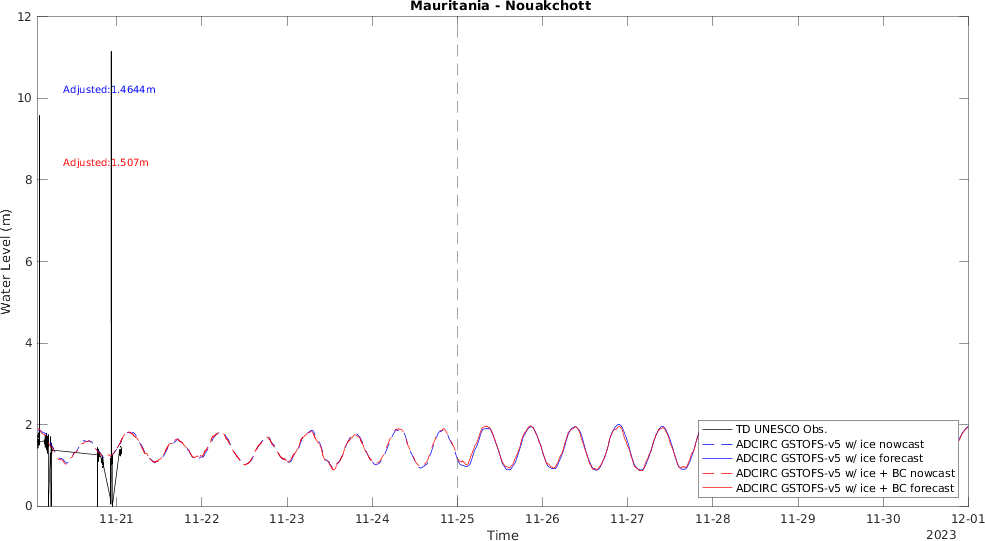 Mauritania - Nouakchott
12
10
8
6
4
2
0
Water Level (m)
Adjusted:1.4644m
Adjusted:1.507m
TD UNESCO Obs.
ADCIRC GSTOFS-v5 w/ ice nowcast
ADCIRC GSTOFS-v5 w/ ice forecast
ADCIRC GSTOFS-v5 w/ ice + BC nowcast
ADCIRC GSTOFS-v5 w/ ice + BC forecast
11-21 11-22 11-23 11-24 11-25 11-26 11-27 11-28 11-29 11-30 12-01
Time
2023